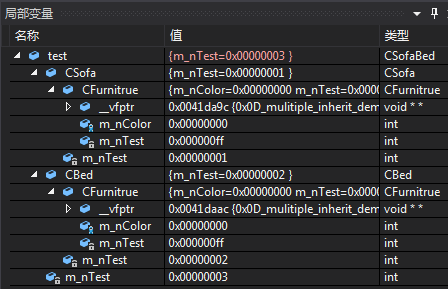 局部变量
名称 值 类型
test {m_nTest=0x00000003 } CSofaBed
CSofa {m_nTest=0x00000001 } CSofa
CFurnitrue {m_nColor=0x00000000 m_nTest=0x000 CFurnitrue
__vfptr 0x0041da9c {0x0D_mulitiple_inherit_dem void * *
m_nColor 0x00000000 int
m_nTest 0x000000ff int
m_nTest 0x00000001 int
CBed {m_nTest=0x00000002 } CBed
CFurnitrue {m_nColor=0x00000000 m_nTest=0x000 CFurnitrue
__vfptr 0x0041daac {0x0D_mulitiple_inherit_dem void * *
m_nColor 0x00000000 int
m_nTest 0x000000ff int
m_nTest 0x00000002 int
m_nTest 0x00000003 int